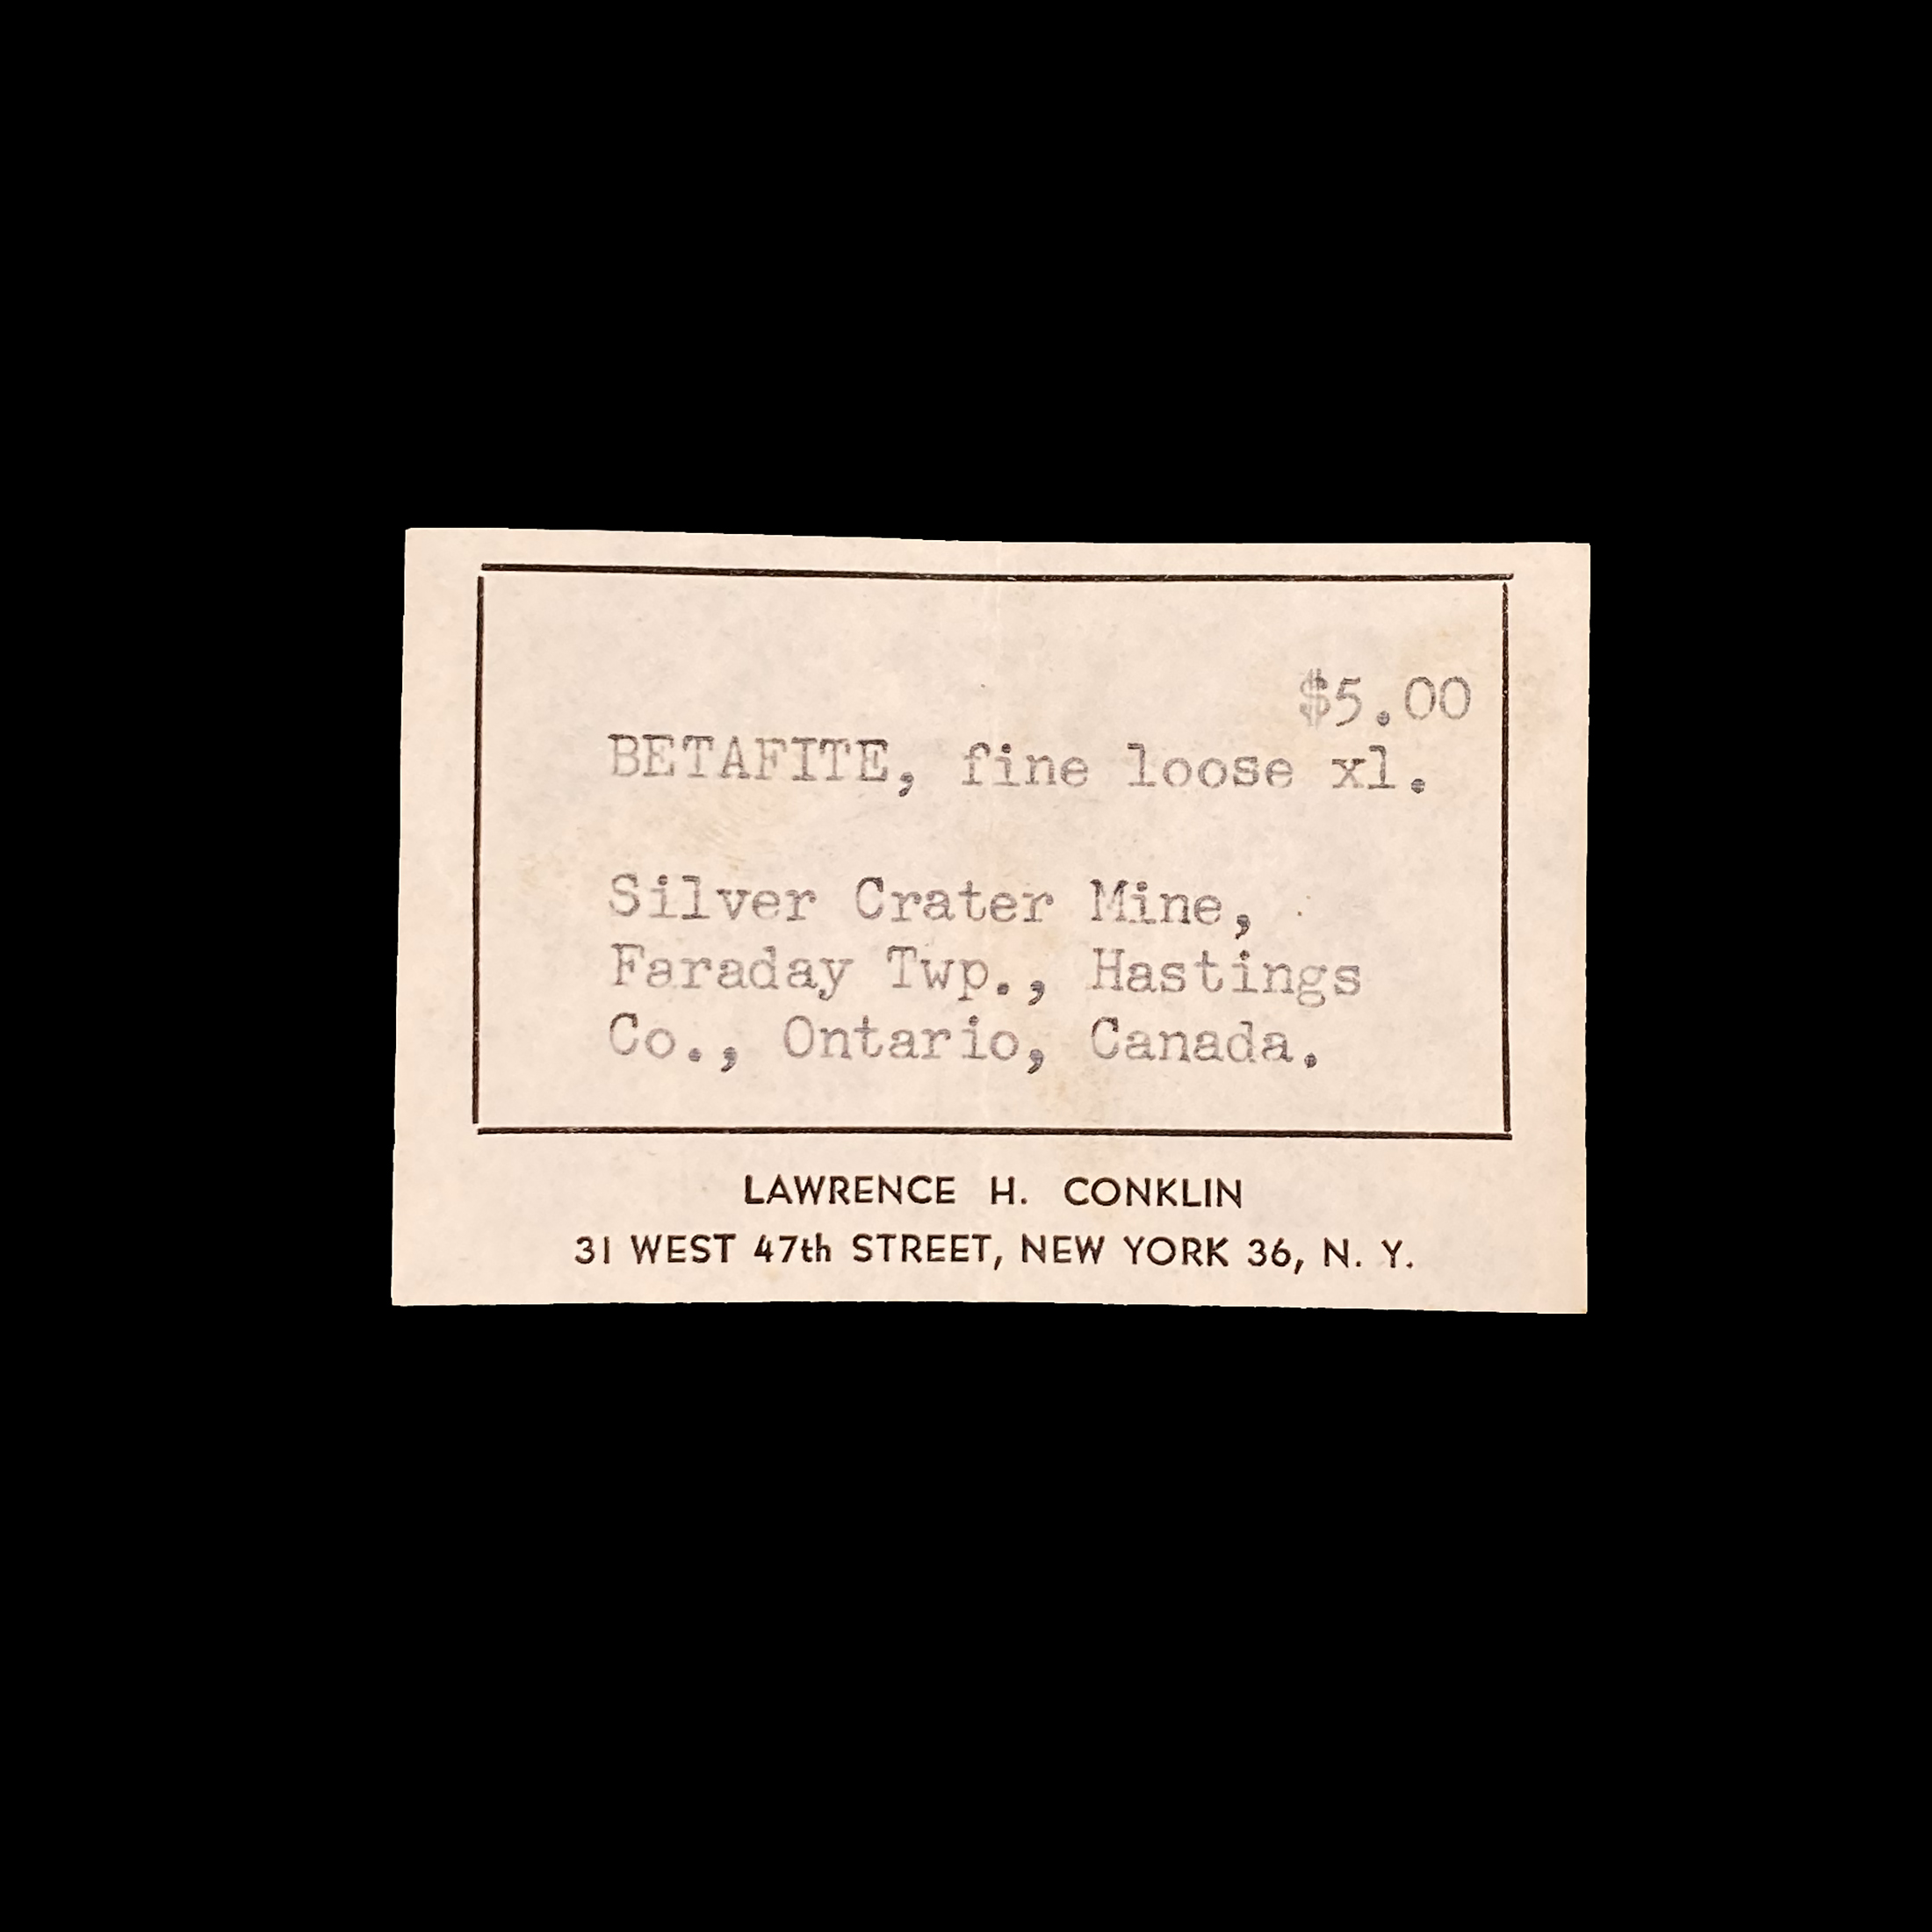 $5.00
BETAFITE, fine loose xl.
Silver Crater Mine,
Faraday Twp., Hastings
Co., Ontario, Canada.
LAWRENCE H. CONKLIN
31 WEST 47th STREET, NEW YORK 36, N. Y.